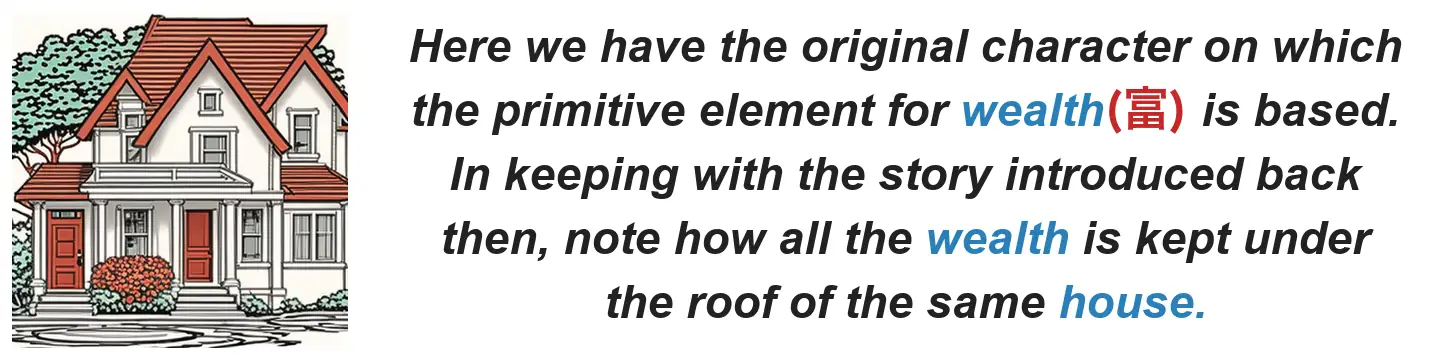 Here we have the original character on which
the primitive element for wealth(富) is based.
In keeping with the story introduced back
then, note how all the wealth is kept under
the roof of the same house.